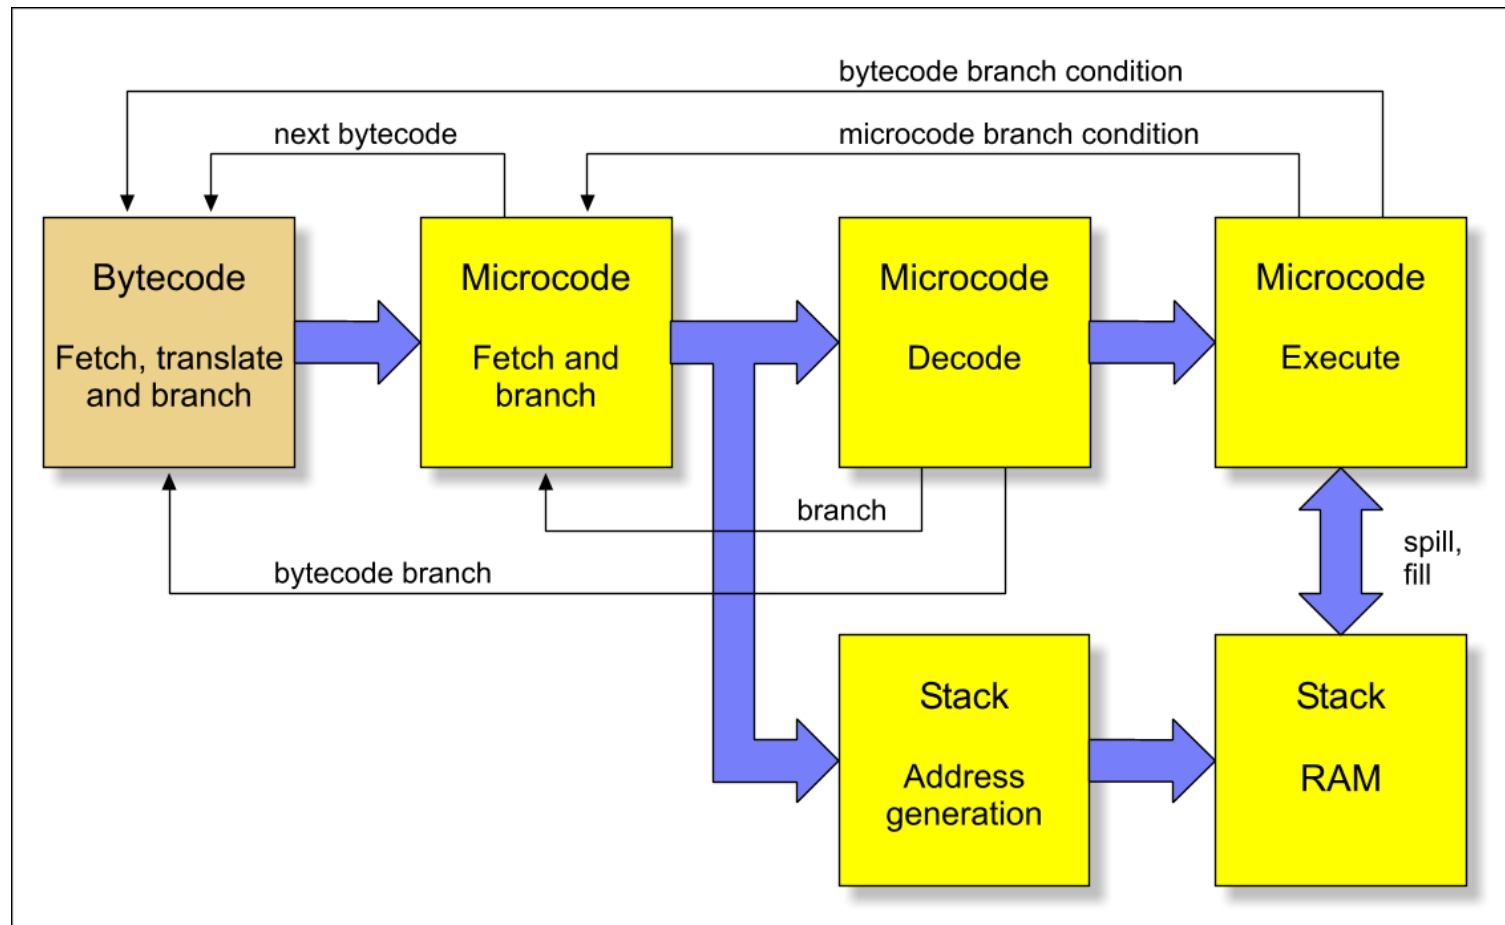 bytecode branch condition
next bytecode
microcode branch condition
Bytecode
Fetch, translate
and branch
Microcode
Fetch and
branch
Microcode
Decode
Microcode
Execute
branch
bytecode branch
spill,
fill
Stack
Address
generation
Stack
RAM